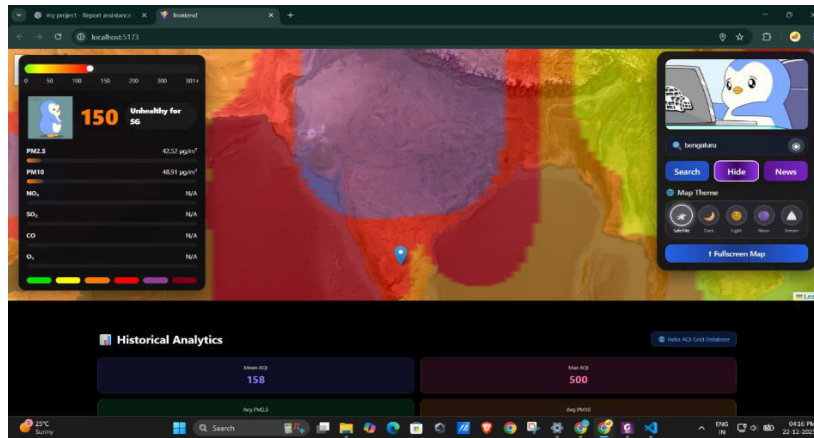 my project - Report assistance
frontend
localhost:5173
0 50 100 150 200 300 301+
150
Unhealthy for
SG
PM2.5 42.52 µg/m³
PM10 48.91 µg/m³
NO₂ N/A
SO₂ N/A
CO N/A
O₃ N/A
bengaluru
Search Hide News
Map Theme
Satellite Dark Light Neon Terrain
Fullscreen Map
Historical Analytics
India AQI Grid Database
Mean AQI
158
Max AQI
500
Avg PM2.5
Avg PM10
25°C
Sunny
Search
ENG
IN
04:16 PM